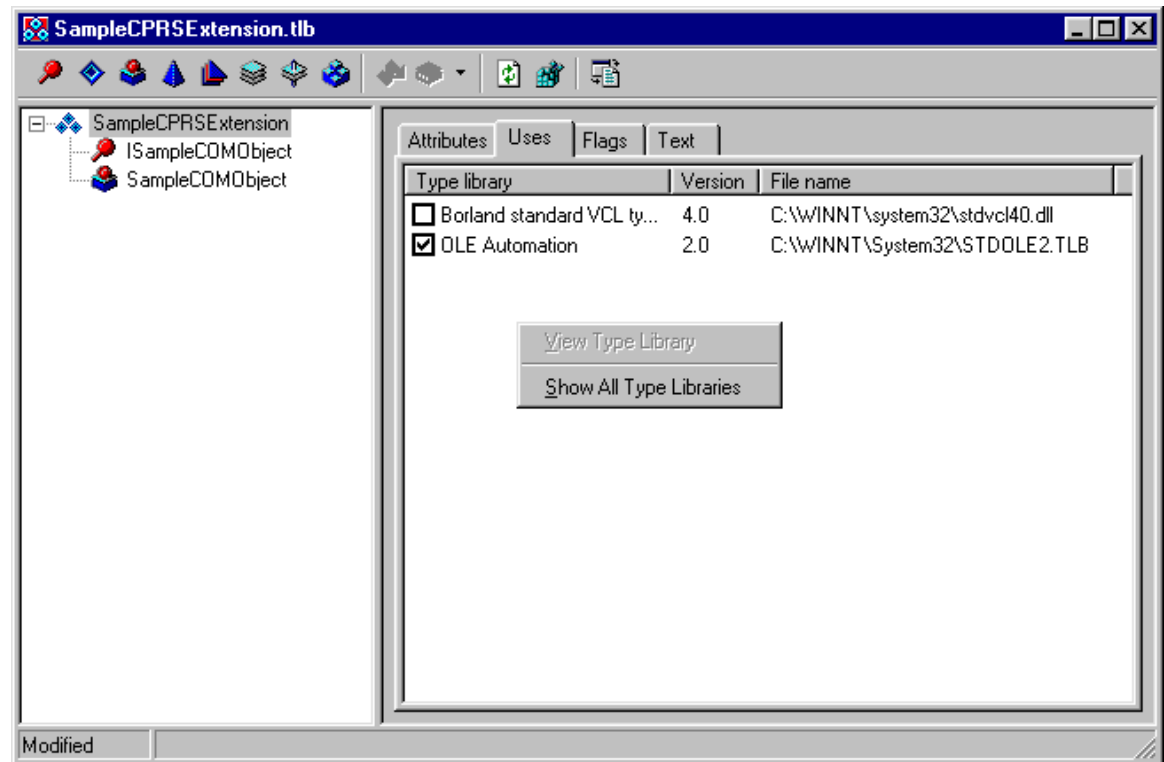 SampleCPRSExtension.tlb
SampleCPRSExtension
ISampleCOMObject
SampleCOMObject
Attributes Uses Flags Text
Type library Version File name
Borland standard VCL ty... 4.0 C:\WINNT\system32\stdvcl40.dll
OLE Automation 2.0 C:\WINNT\System32\STDOLE2.TLB
View Type Library
Show All Type Libraries
Modified